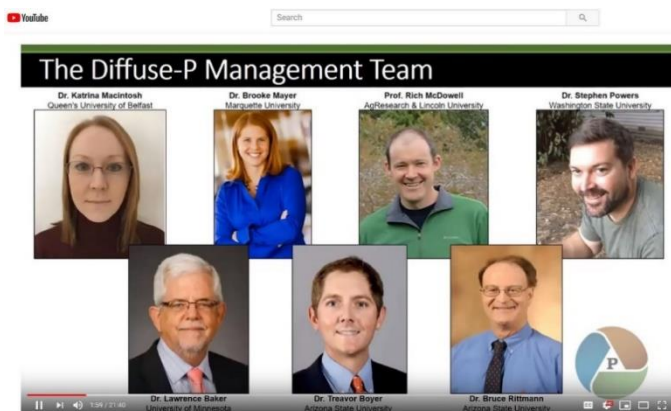 YouTube
Search
The Diffuse-P Management Team
Dr. Katrina Macintosh
Queen's University of Belfast
Dr. Brooke Mayer
Marquette University
Prof. Rich McDowell
AgResearch & Lincoln University
Dr. Stephen Powers
Washington State University
Dr. Lawrence Baker
University of Minnesota
Dr. Treavor Boyer
Arizona State University
Dr. Bruce Rittmann
Arizona State University
P
1:59 / 21:40